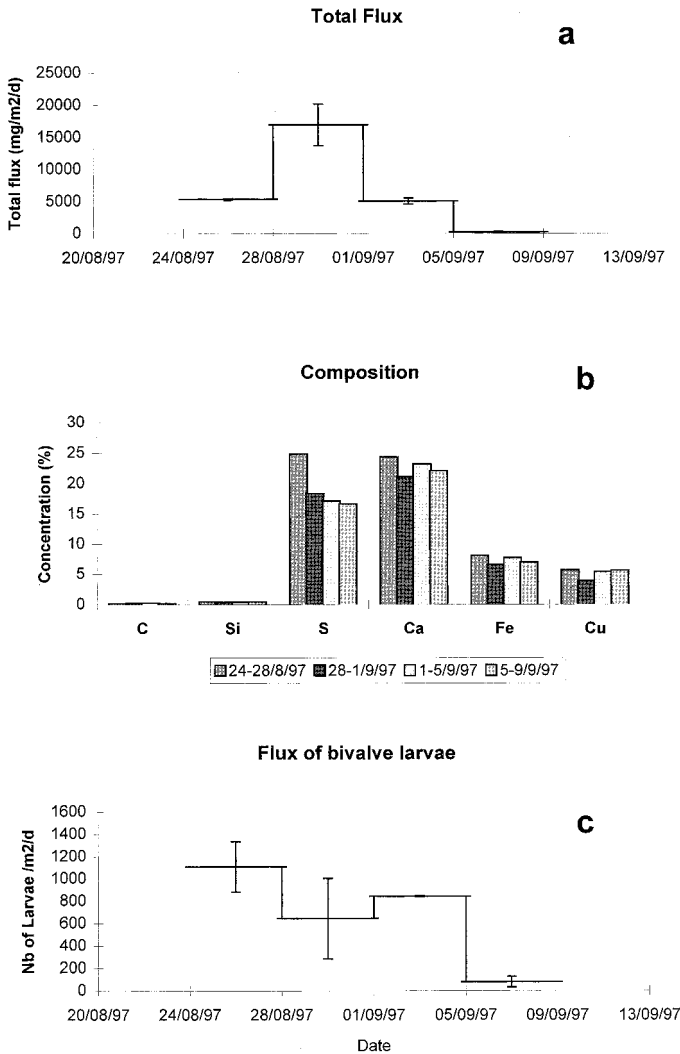 Total Flux
a
Total flux (mg/m2/d)
25000
20000
15000
10000
5000
0
20/08/97 24/08/97 28/08/97 01/09/97 05/09/97 09/09/97 13/09/97
Composition
b
Concentration (%)
30
25
20
15
10
5
0
C Si S Ca Fe Cu
24-28/8/97 28-1/9/97 1-5/9/97 5-9/9/97
Flux of bivalve larvae
c
Nb of Larvae /m2/d
1600
1400
1200
1000
800
600
400
200
0
20/08/97 24/08/97 28/08/97 01/09/97 05/09/97 09/09/97 13/09/97
Date